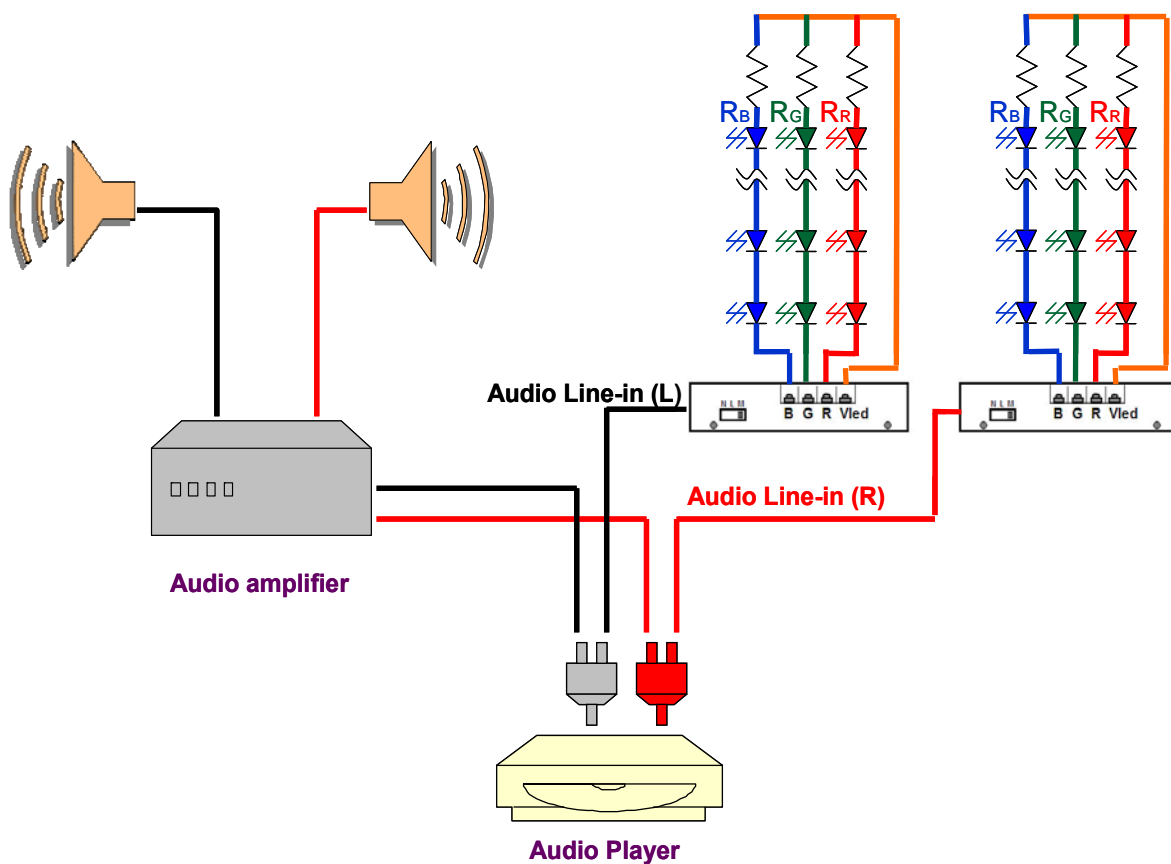 RB RG RR
RB RG RR
Audio Line-in (L)
N L M
B G R Vled
N L M
B G R Vled
Audio Line-in (R)
Audio amplifier
Audio Player